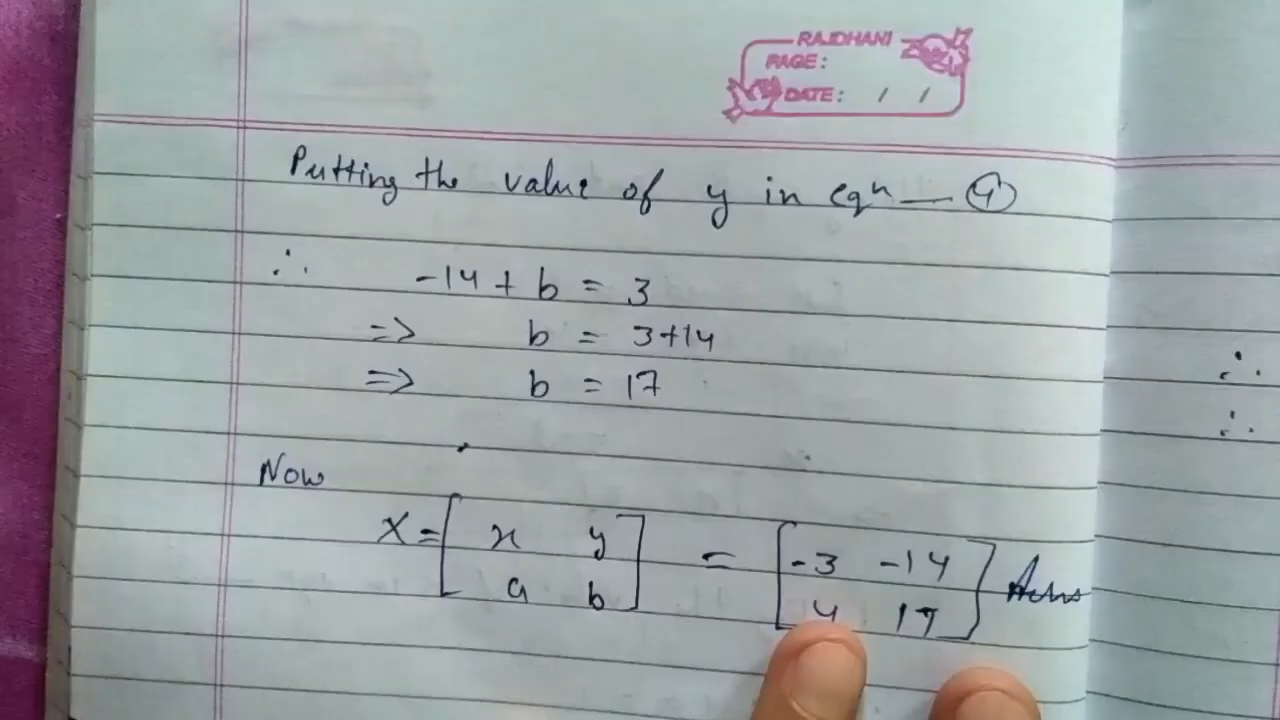 RAJDHANI
PAGE:
DATE: / /
Putting the value of y in eqn — ④
∴ -14 + b = 3
=> b = 3+14
=> b = 17
Now
X = [ x y ] = [ -3 -14 ] Ans
[ a b ] [ 4 17 ]
∴
∴